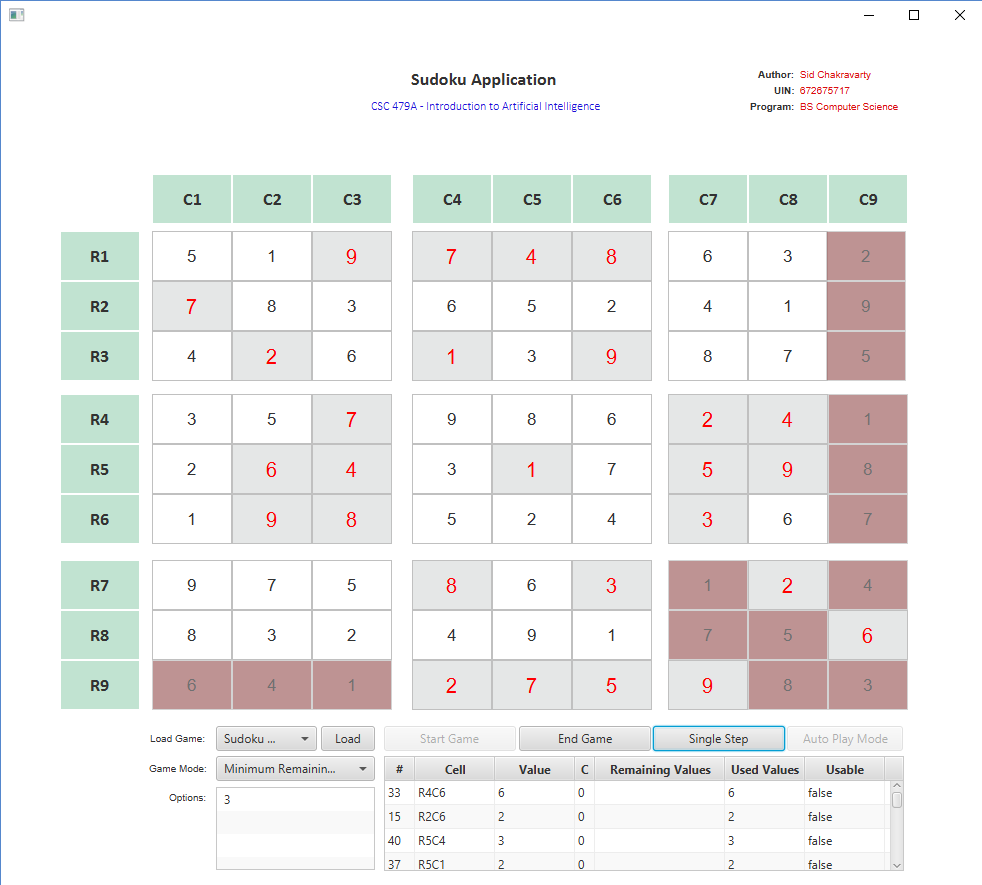 Sudoku Application
Author: Sid Chakravarty
CSC 479A - Introduction to Artificial Intelligence
UIN: 672675717
Program: BS Computer Science
C1 C2 C3 C4 C5 C6 C7 C8 C9
R1 5 1 9 7 4 8 6 3 2
R2 7 8 3 6 5 2 4 1 9
R3 4 2 6 1 3 9 8 7 5
R4 3 5 7 9 8 6 2 4 1
R5 2 6 4 3 1 7 5 9 8
R6 1 9 8 5 2 4 3 6 7
R7 9 7 5 8 6 3 1 2 4
R8 8 3 2 4 9 1 7 5 6
R9 6 4 1 2 7 5 9 8 3
Load Game: Sudoku ... Load Start Game End Game Single Step Auto Play Mode
Game Mode: Minimum Remainin...
Options: 3
# Cell Value C Remaining Values Used Values Usable
33 R4C6 6 0 6 false
15 R2C6 2 0 2 false
40 R5C4 3 0 3 false
37 R5C1 2 0 2 false